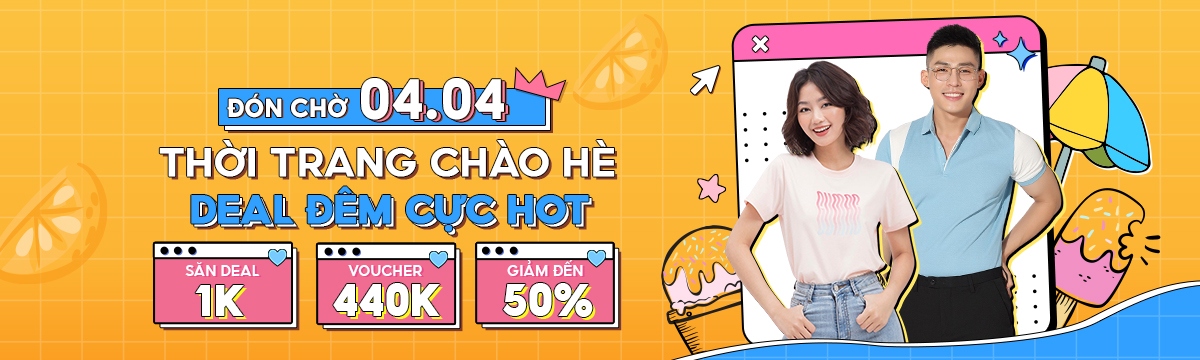 ĐÓN CHỜ 04.04
THỜI TRANG CHÀO HÈ
DEAL ĐÊM CỰC HOT
SĂN DEAL
1K
VOUCHER
440K
GIẢM ĐẾN
50%